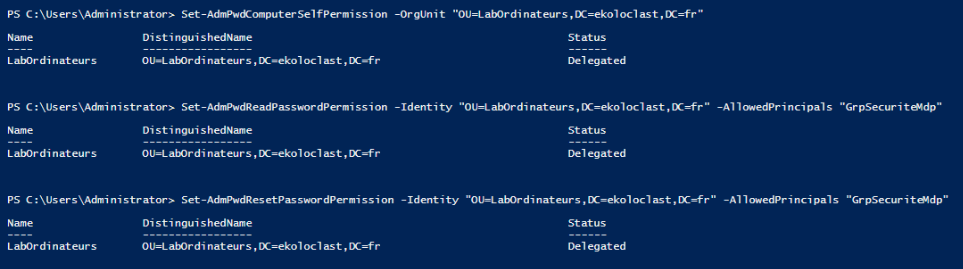 PS C:\Users\Administrator> Set-AdmPwdComputerSelfPermission -OrgUnit "OU=LabOrdinateurs,DC=ekoloclast,DC=fr"
Name DistinguishedName Status
---- ----------------- ------
LabOrdinateurs OU=LabOrdinateurs,DC=ekoloclast,DC=fr Delegated
PS C:\Users\Administrator> Set-AdmPwdReadPasswordPermission -Identity "OU=LabOrdinateurs,DC=ekoloclast,DC=fr" -AllowedPrincipals "GrpSecuriteMdp"
Name DistinguishedName Status
---- ----------------- ------
LabOrdinateurs OU=LabOrdinateurs,DC=ekoloclast,DC=fr Delegated
PS C:\Users\Administrator> Set-AdmPwdResetPasswordPermission -Identity "OU=LabOrdinateurs,DC=ekoloclast,DC=fr" -AllowedPrincipals "GrpSecuriteMdp"
Name DistinguishedName Status
---- ----------------- ------
LabOrdinateurs OU=LabOrdinateurs,DC=ekoloclast,DC=fr Delegated